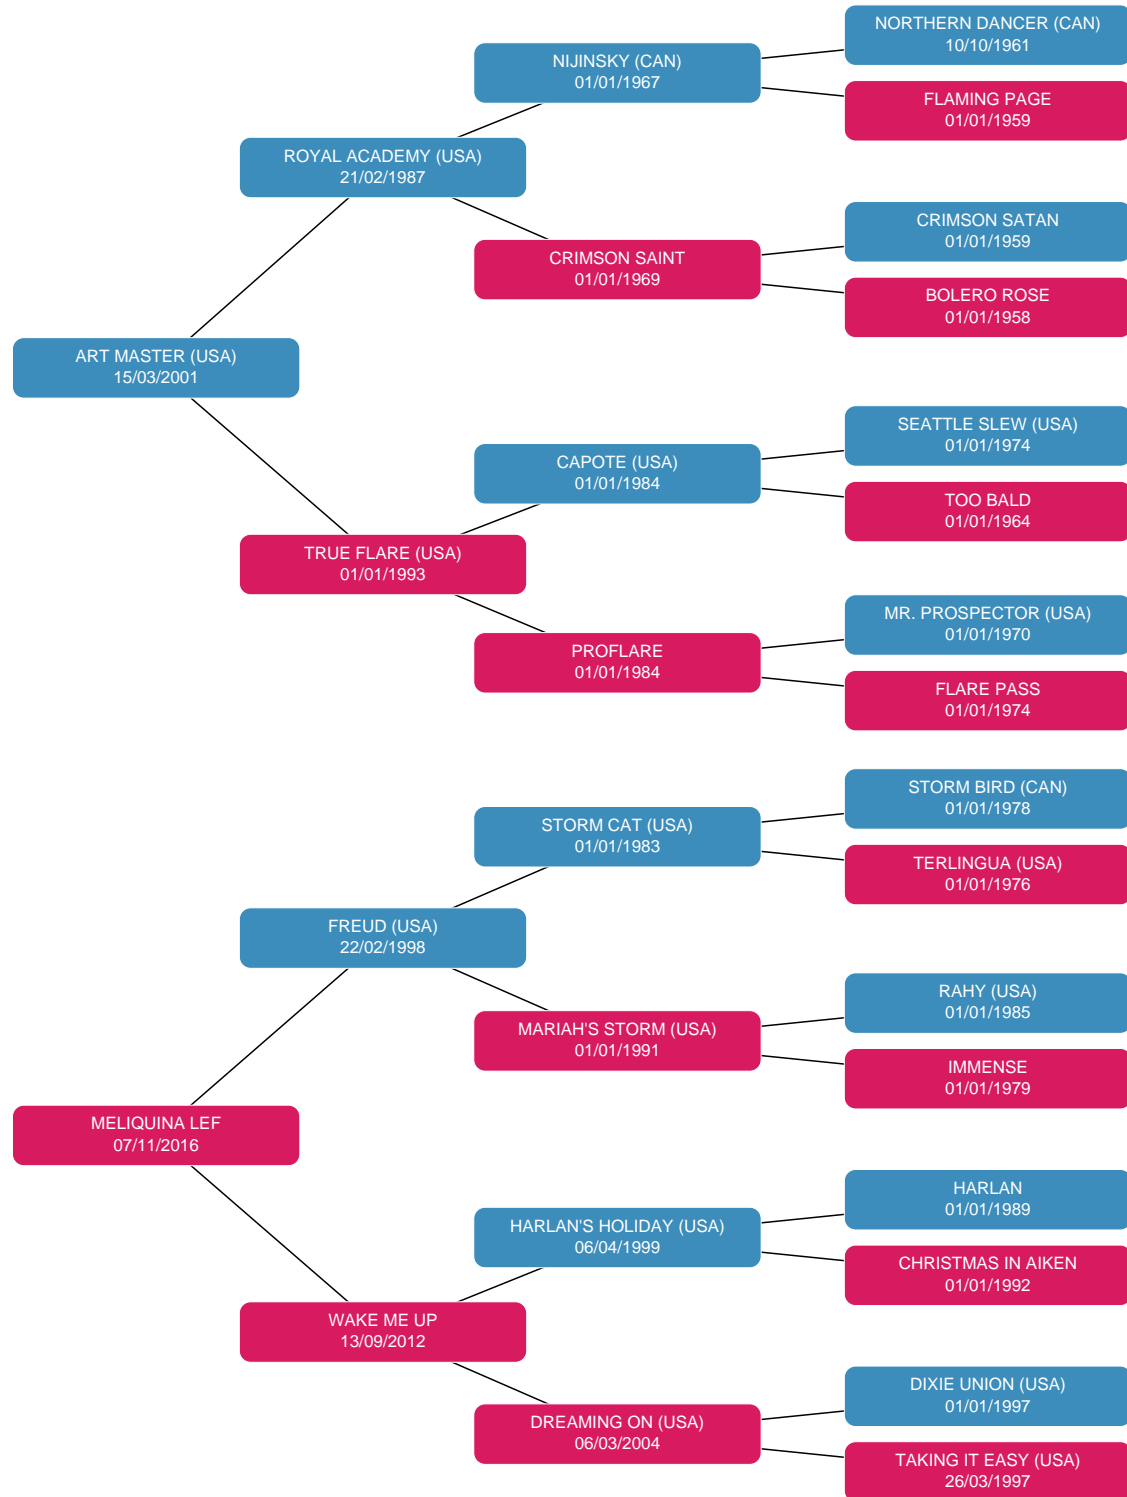 NORTHERN DANCER (CAN)
10/10/1961
NIJINSKY (CAN)
01/01/1967
FLAMING PAGE
01/01/1959
ROYAL ACADEMY (USA)
21/02/1987
CRIMSON SATAN
01/01/1959
CRIMSON SAINT
01/01/1969
BOLERO ROSE
01/01/1958
ART MASTER (USA)
15/03/2001
SEATTLE SLEW (USA)
01/01/1974
CAPOTE (USA)
01/01/1984
TOO BALD
01/01/1964
TRUE FLARE (USA)
01/01/1993
MR. PROSPECTOR (USA)
01/01/1970
PROFLARE
01/01/1984
FLARE PASS
01/01/1974
STORM BIRD (CAN)
01/01/1978
STORM CAT (USA)
01/01/1983
TERLINGUA (USA)
01/01/1976
FREUD (USA)
22/02/1998
RAHY (USA)
01/01/1985
MARIAH'S STORM (USA)
01/01/1991
IMMENSE
01/01/1979
MELIQUINA LEF
07/11/2016
HARLAN
01/01/1989
HARLAN'S HOLIDAY (USA)
06/04/1999
CHRISTMAS IN AIKEN
01/01/1992
WAKE ME UP
13/09/2012
DIXIE UNION (USA)
01/01/1997
DREAMING ON (USA)
06/03/2004
TAKING IT EASY (USA)
26/03/1997